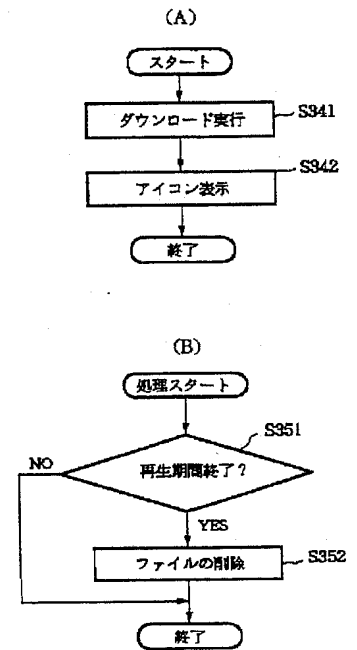 (A)
スタート
ダウンロード実行
S341
アイコン表示
S342
終了
(B)
処理スタート
S351
再生期間終了?
NO
YES
ファイルの削除
S352
終了